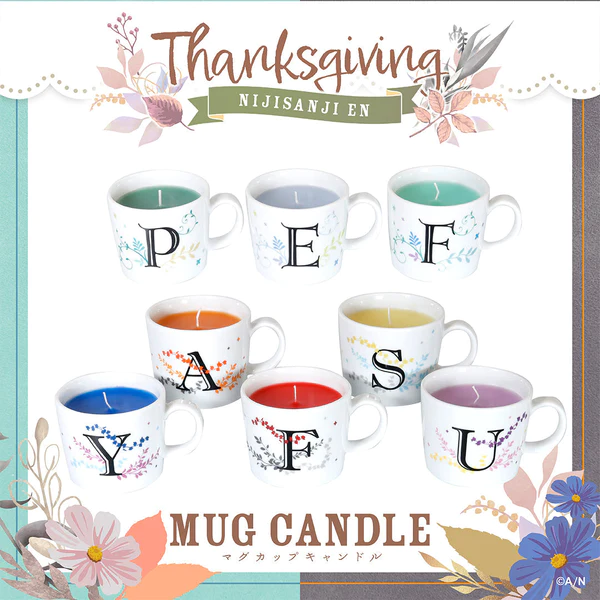 Thanksgiving
NIJISANJI EN
P E F
A S
Y F U
MUG CANDLE
マグカップキャンドル
©A/N